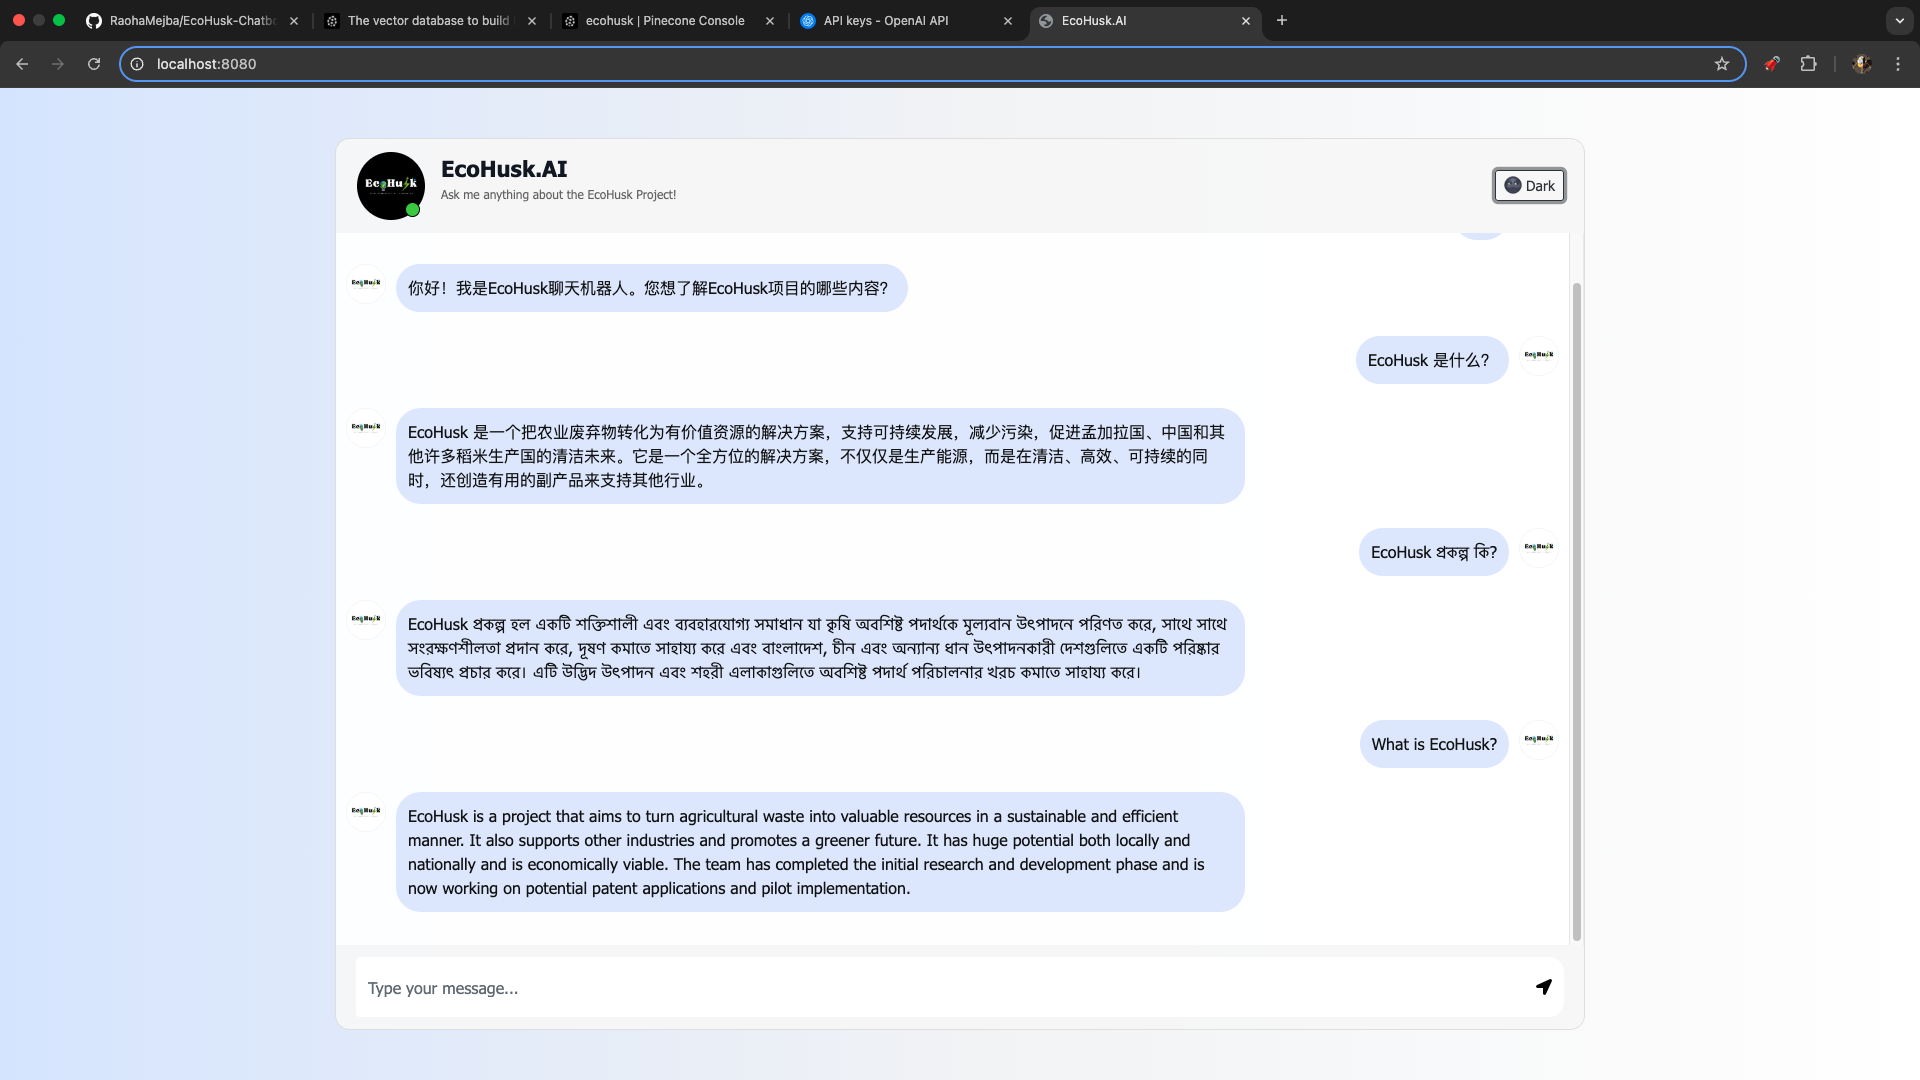 RaohaMejba/EcoHusk-Chatbo
The vector database to build
ecohusk | Pinecone Console
API keys - OpenAI API
EcoHusk.AI
localhost:8080
EcoHusk
EcoHusk.AI
Ask me anything about the EcoHusk Project!
Dark
EcoHusk
你好！我是EcoHusk聊天机器人。您想了解EcoHusk项目的哪些内容?
EcoHusk 是什么?
EcoHusk
EcoHusk
EcoHusk 是一个把农业废弃物转化为有价值资源的解决方案，支持可持续发展，减少污染，促进孟加拉国、中国和其
他许多稻米生产国的清洁未来。它是一个全方位的解决方案，不仅仅是生产能源，而是在清洁、高效、可持续的同
时，还创造有用的副产品来支持其他行业。
EcoHusk প্রকল্প কি?
EcoHusk
EcoHusk
EcoHusk প্রকল্প হল একটি শক্তিশালী এবং ব্যবহারযোগ্য সমাধান যা কৃষি অবশিষ্ট পদার্থকে মূল্যবান উৎপাদনে পরিণত করে, সাথে সাথে
সংরক্ষণশীলতা প্রদান করে, দূষণ কমাতে সাহায্য করে এবং বাংলাদেশ, চীন এবং অন্যান্য ধান উৎপাদনকারী দেশগুলিতে একটি পরিষ্কার
ভবিষ্যৎ প্রচার করে। এটি উদ্ভিদ উৎপাদন এবং শহরী এলাকাগুলিতে অবশিষ্ট পদার্থ পরিচালনার খরচ কমাতে সাহায্য করে।
What is EcoHusk?
EcoHusk
EcoHusk
EcoHusk is a project that aims to turn agricultural waste into valuable resources in a sustainable and efficient
manner. It also supports other industries and promotes a greener future. It has huge potential both locally and
nationally and is economically viable. The team has completed the initial research and development phase and is
now working on potential patent applications and pilot implementation.
Type your message...